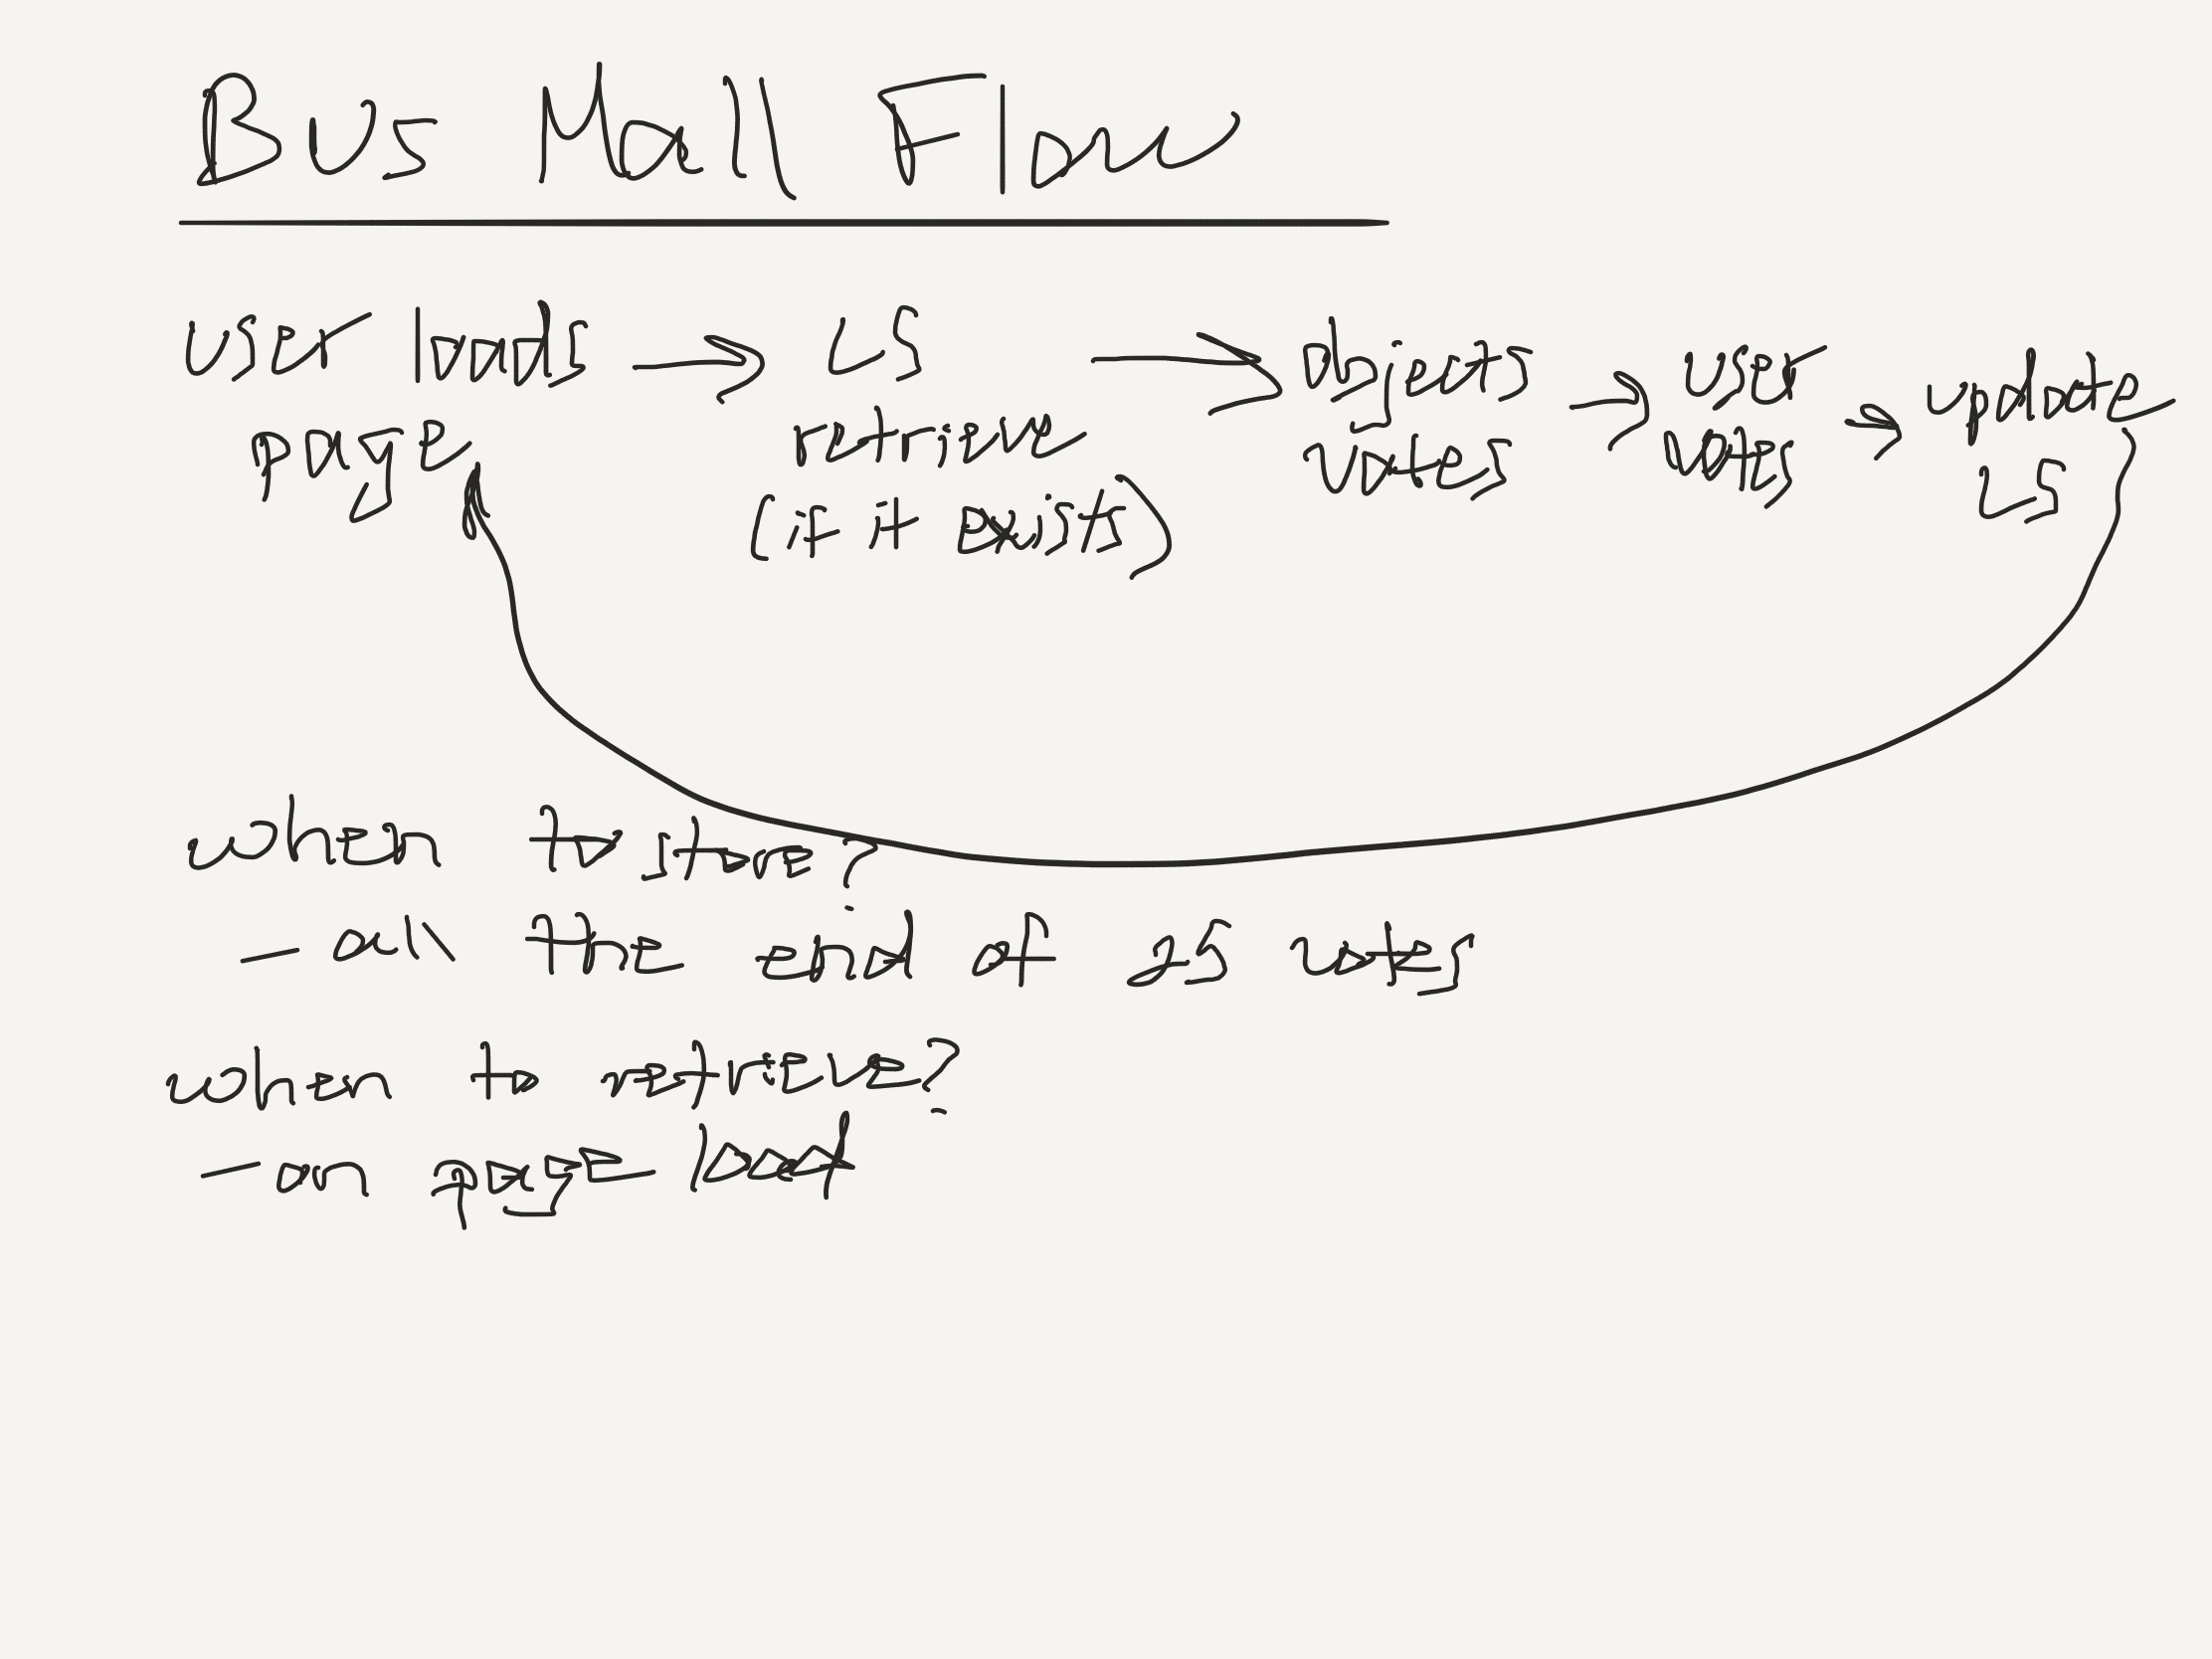 Bus Mall Flow
user loads → LS → objects → user → update
page retrieve votes votes LS
(if it exists)
when to store?
- at the end of 25 votes
when to retrieve?
- on page load